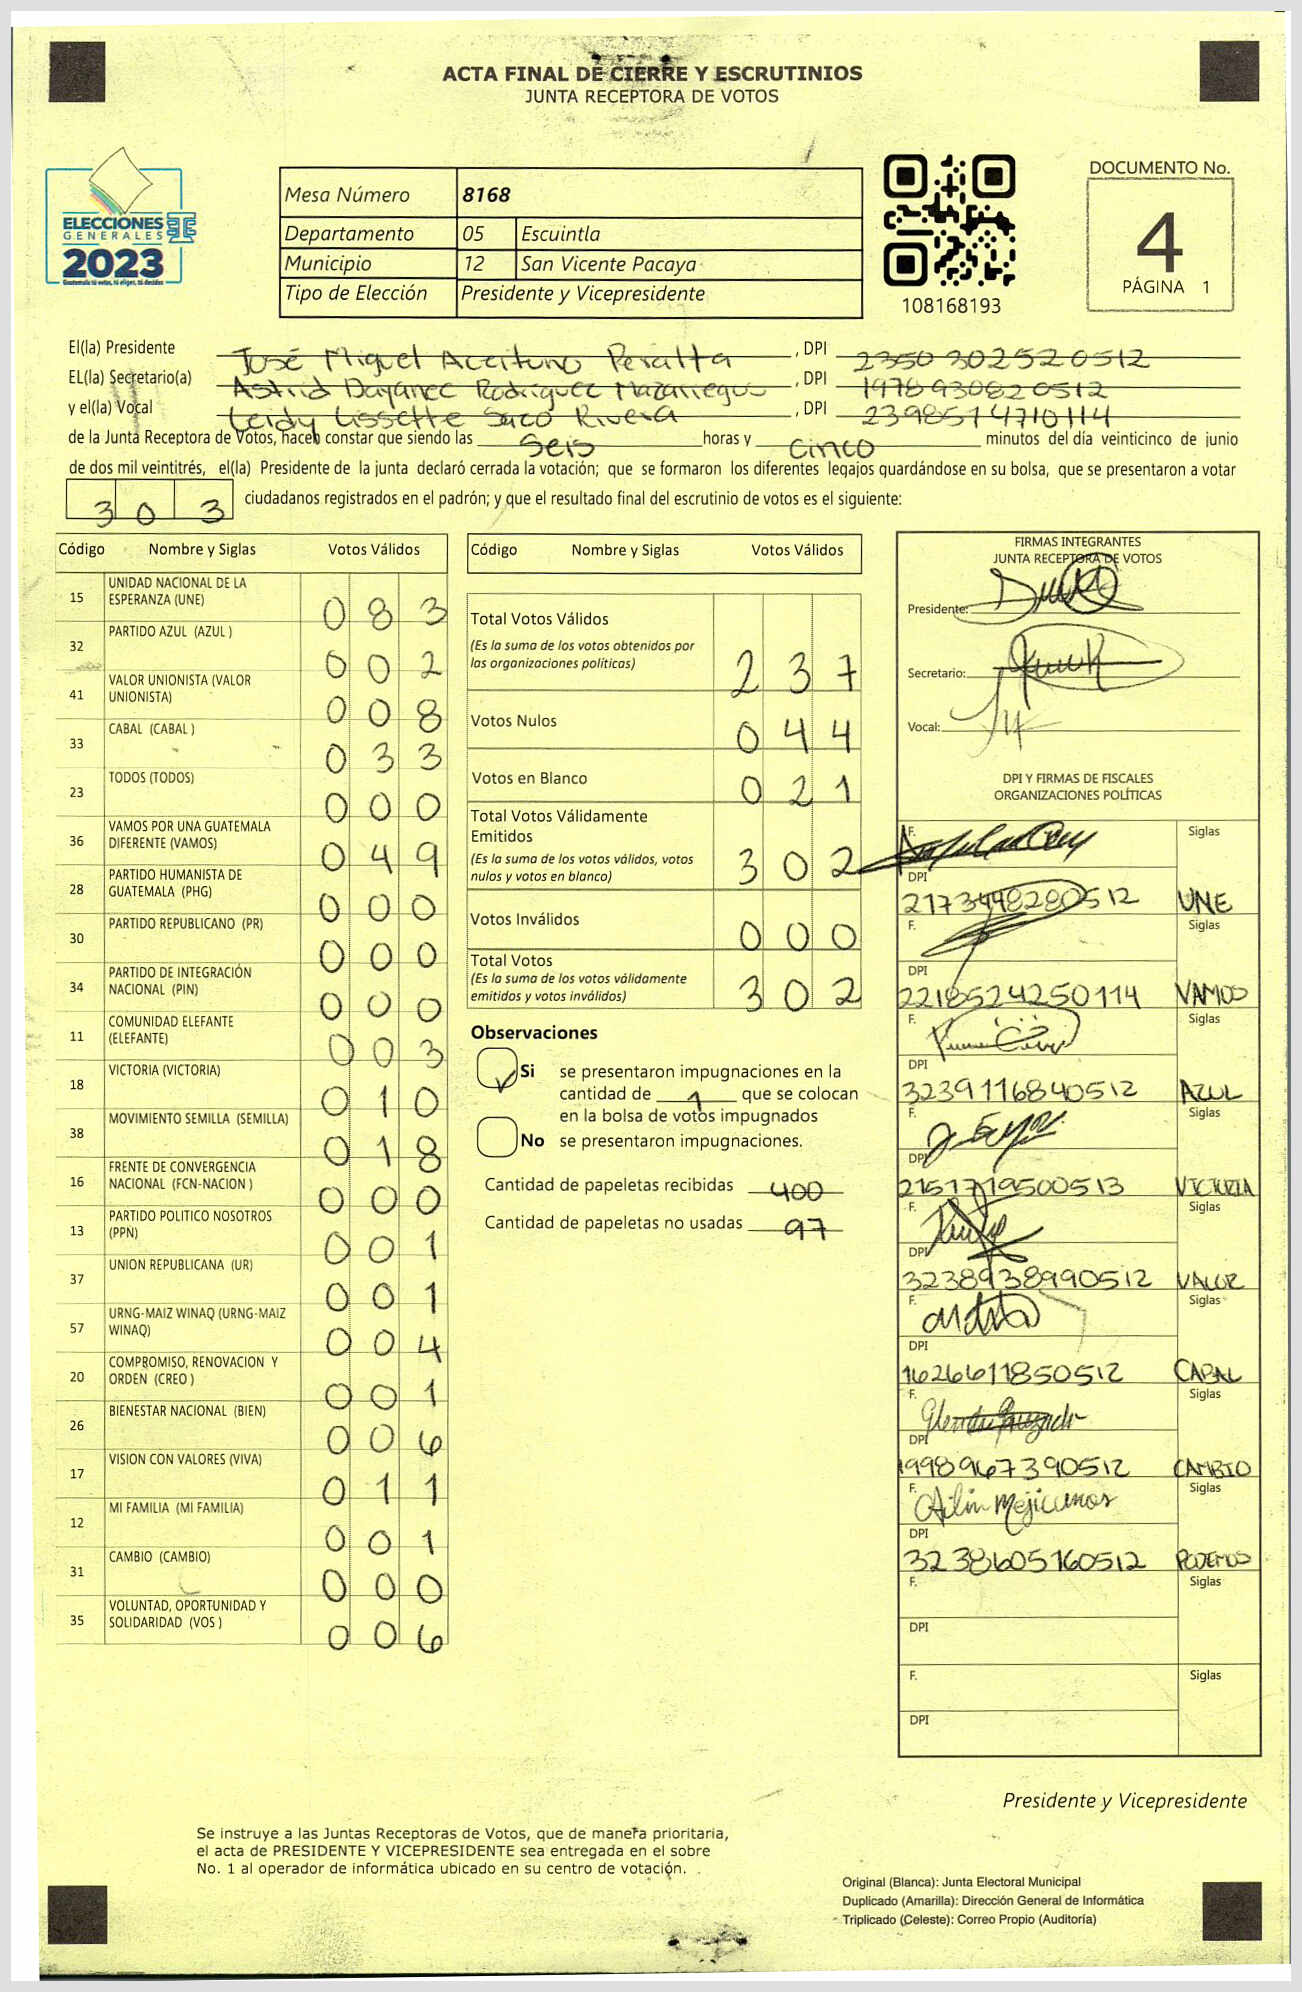 ACTA FINAL DE CIERRE Y ESCRUTINIOS
JUNTA RECEPTORA DE VOTOS
ELECCIONES
GENERALES
2023
Guatemala tú votas, tú eliges, tú decides
Mesa Número 8168
Departamento 05 Escuintla
Municipio 12 San Vicente Pacaya
Tipo de Elección Presidente y Vicepresidente
108168193
DOCUMENTO No.
4
PÁGINA 1
El(la) Presidente José Miguel Aceituno Peralta , DPI 2350 30252 0512
EL(la) Secretario(a) Astrid Dayanec Rodríguez Mazariegos , DPI 1978930820512
y el(la) Vocal Leidy Lissette Saco Rivera , DPI 2398514710114
de la Junta Receptora de Votos, hacen constar que siendo las Seis horas y cinco minutos del día veinticinco de junio
de dos mil veintitrés, el(la) Presidente de la junta declaró cerrada la votación; que se formaron los diferentes legajos guardándose en su bolsa, que se presentaron a votar
303 ciudadanos registrados en el padrón; y que el resultado final del escrutinio de votos es el siguiente:
Código Nombre y Siglas Votos Válidos
15 UNIDAD NACIONAL DE LA ESPERANZA (UNE) 083
32 PARTIDO AZUL (AZUL ) 002
41 VALOR UNIONISTA (VALOR UNIONISTA) 008
33 CABAL (CABAL ) 033
23 TODOS (TODOS) 000
36 VAMOS POR UNA GUATEMALA DIFERENTE (VAMOS) 049
28 PARTIDO HUMANISTA DE GUATEMALA (PHG) 000
30 PARTIDO REPUBLICANO (PR) 000
34 PARTIDO DE INTEGRACIÓN NACIONAL (PIN) 000
11 COMUNIDAD ELEFANTE (ELEFANTE) 003
18 VICTORIA (VICTORIA) 010
38 MOVIMIENTO SEMILLA (SEMILLA) 018
16 FRENTE DE CONVERGENCIA NACIONAL (FCN-NACION ) 000
13 PARTIDO POLITICO NOSOTROS (PPN) 001
37 UNION REPUBLICANA (UR) 001
57 URNG-MAIZ WINAQ (URNG-MAIZ WINAQ) 004
20 COMPROMISO, RENOVACION Y ORDEN (CREO ) 001
26 BIENESTAR NACIONAL (BIEN) 006
17 VISION CON VALORES (VIVA) 011
12 MI FAMILIA (MI FAMILIA) 001
31 CAMBIO (CAMBIO) 000
35 VOLUNTAD, OPORTUNIDAD Y SOLIDARIDAD (VOS ) 006
Código Nombre y Siglas Votos Válidos
Total Votos Válidos
(Es la suma de los votos obtenidos por
las organizaciones políticas) 237
Votos Nulos 044
Votos en Blanco 021
Total Votos Válidamente
Emitidos
(Es la suma de los votos válidos, votos
nulos y votos en blanco) 302
Votos Inválidos 000
Total Votos
(Es la suma de los votos válidamente
emitidos y votos inválidos) 302
Observaciones
Si se presentaron impugnaciones en la
cantidad de 1 que se colocan
en la bolsa de votos impugnados
No se presentaron impugnaciones.
Cantidad de papeletas recibidas 400
Cantidad de papeletas no usadas 97
FIRMAS INTEGRANTES
JUNTA RECEPTORA DE VOTOS
Presidente:
Secretario:
Vocal:
DPI Y FIRMAS DE FISCALES
ORGANIZACIONES POLÍTICAS
F. Siglas
DPI
2173448280512 UNE
F. Siglas
DPI
2218524250114 VAMOS
F. Siglas
DPI
3239116840512 AZUL
F. Siglas
DPI
2151719500513 VICTORIA
F. Siglas
DPI
3238938990512 VALOR
F. Siglas
DPI
1626611850512 CABAL
F. Siglas
DPI
1998967390512 CAMBIO
F. Ailin Mejicanos Siglas
DPI
3238605160512 PODEMOS
F. Siglas
DPI
F. Siglas
DPI
Presidente y Vicepresidente
Se instruye a las Juntas Receptoras de Votos, que de manera prioritaria,
el acta de PRESIDENTE Y VICEPRESIDENTE sea entregada en el sobre
No. 1 al operador de informática ubicado en su centro de votación.
Original (Blanca): Junta Electoral Municipal
Duplicado (Amarilla): Dirección General de Informática
Triplicado (Celeste): Correo Propio (Auditoría)